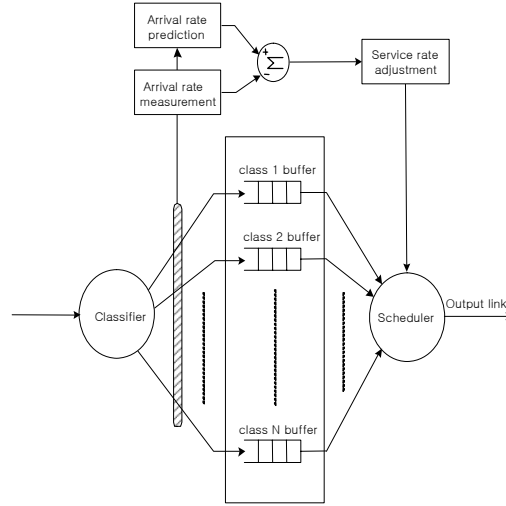 Arrival rate
prediction
+
Σ
-
Service rate
adjustment
Arrival rate
measurement
class 1 buffer
class 2 buffer
Classifier
Scheduler
Output link
class N buffer